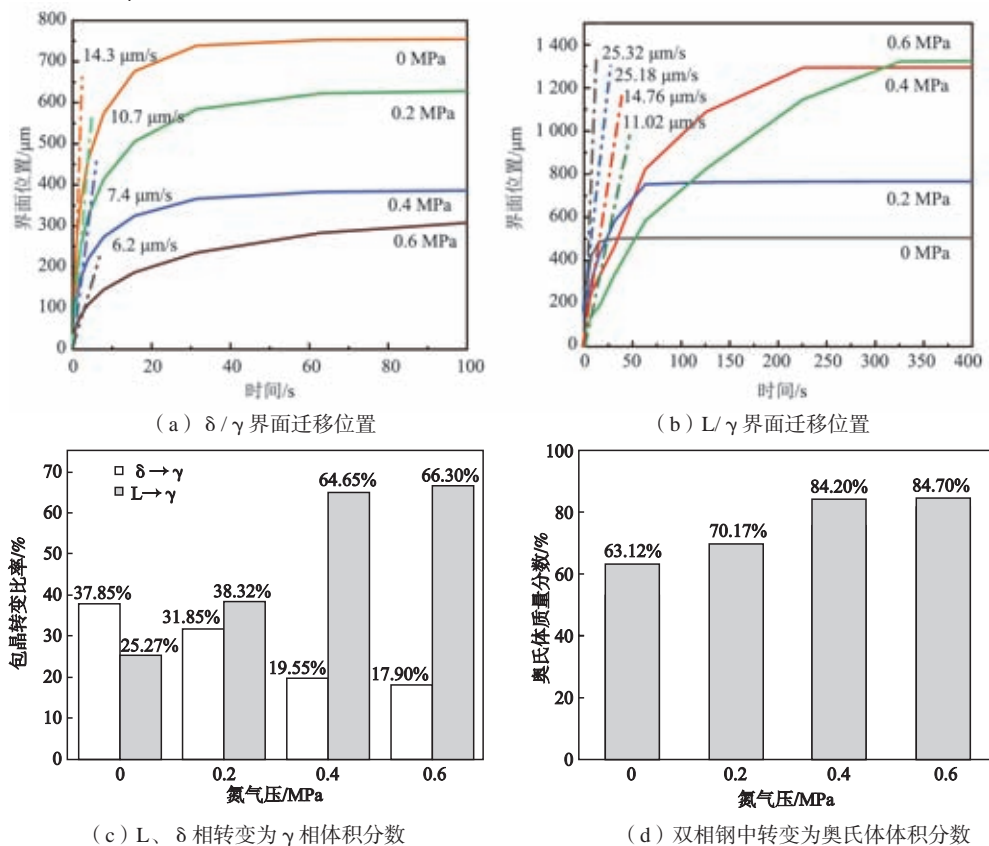 界面位置/μm
800
700
600
500
400
300
200
100
0
14.3 μm/s
10.7 μm/s
7.4 μm/s
6.2 μm/s
0 MPa
0.2 MPa
0.4 MPa
0.6 MPa
0 20 40 60 80 100
时间/s
(a) δ/γ 界面迁移位置
界面位置/μm
1 400
1 200
1 000
800
600
400
200
0
25.32 μm/s
25.18 μm/s
14.76 μm/s
11.02 μm/s
0.6 MPa
0.4 MPa
0.2 MPa
0 MPa
0 50 100 150 200 250 300 350 400
时间/s
(b) L/γ 界面迁移位置
包晶转变比率/%
70
60
50
40
30
20
10
0
δ→γ
L→γ
37.85%
25.27%
31.85%
38.32%
19.55%
64.65%
17.90%
66.30%
0 0.2 0.4 0.6
氮气压/MPa
(c) L、δ 相转变为 γ 相体积分数
奥氏体质量分数/%
100
80
60
40
20
0
63.12%
70.17%
84.20%
84.70%
0 0.2 0.4 0.6
氮气压/MPa
(d) 双相钢中转变为奥氏体体积分数